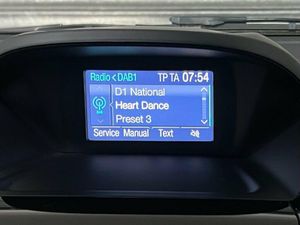 Radio < DAB1 TP TA 07:54
D1 National
Heart Dance
Preset 3
Service Manual Text